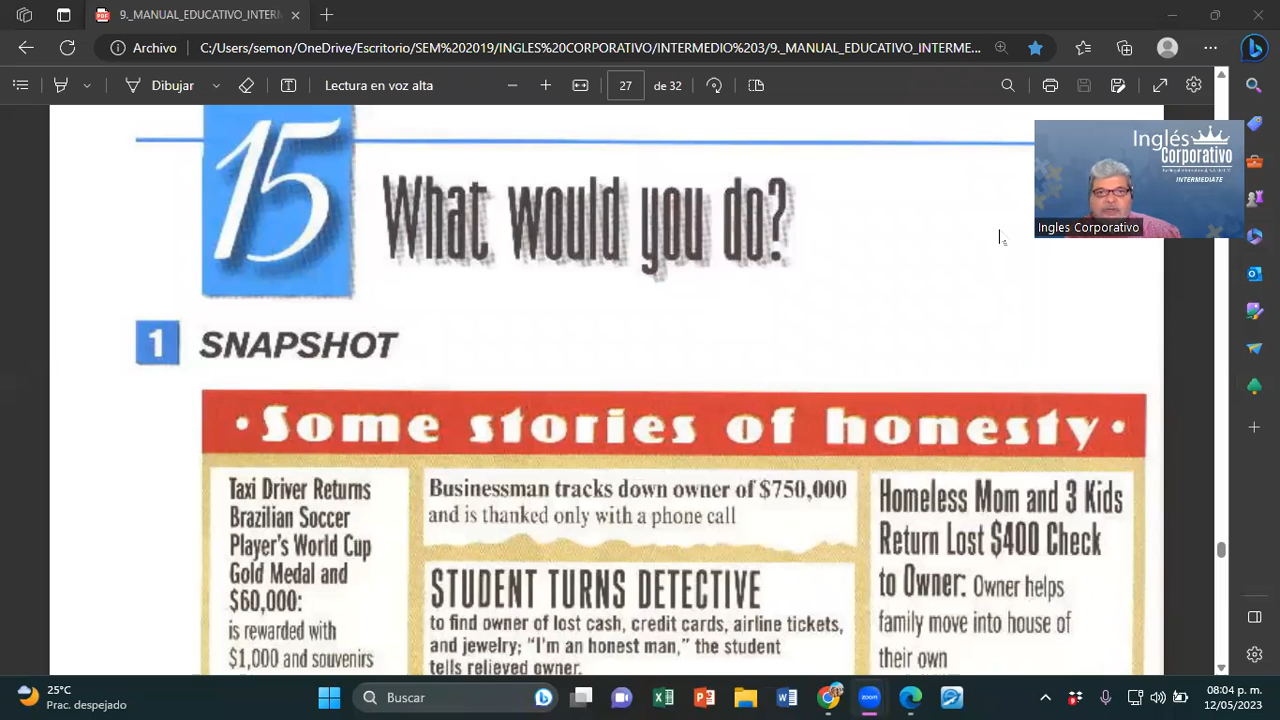 9._MANUAL_EDUCATIVO_INTERM
Archivo
C:/Users/semon/OneDrive/Escritorio/SEM%202019/INGLES%20CORPORATIVO/INTERMEDIO%203/9._MANUAL_EDUCATIVO_INTERME...
Dibujar
Lectura en voz alta
27
de 32
15
What would you do?
Inglés
Corporativo
INTERMEDIATE
Ingles Corporativo
1 SNAPSHOT
• Some stories of honesty •
Taxi Driver Returns
Brazilian Soccer
Player's World Cup
Gold Medal and
$60,000:
is rewarded with
$1,000 and souvenirs
Businessman tracks down owner of $750,000
and is thanked only with a phone call
STUDENT TURNS DETECTIVE
to find owner of lost cash, credit cards, airline tickets,
and jewelry; "I'm an honest man," the student
tells relieved owner.
Homeless Mom and 3 Kids
Return Lost $400 Check
to Owner: Owner helps
family move into house of
their own
25°C
Prac. despejado
Buscar
zoom
08:04 p. m.
12/05/2023